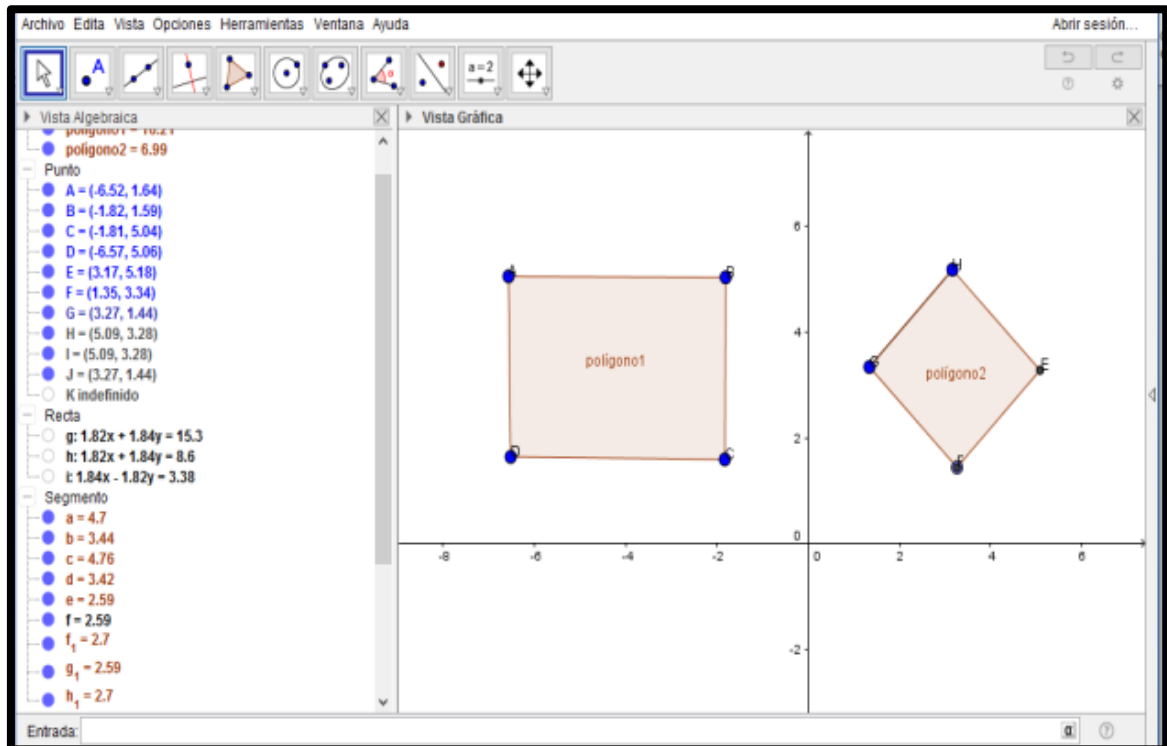 Archivo Edita Vista Opciones Herramientas Ventana Ayuda
Abrir sesión...
A
a=2
Vista Algebraica
Vista Gráfica
polígono1 = 16.21
polígono2 = 6.99
Punto
A = (-6.52, 1.64)
B = (-1.82, 1.59)
C = (-1.81, 5.04)
D = (-6.57, 5.06)
E = (3.17, 5.18)
F = (1.35, 3.34)
G = (3.27, 1.44)
H = (5.09, 3.28)
I = (5.09, 3.28)
J = (3.27, 1.44)
K indefinido
Recta
g: 1.82x + 1.84y = 15.3
h: 1.82x + 1.84y = 8.6
i: 1.84x - 1.82y = 3.38
Segmento
a = 4.7
b = 3.44
c = 4.76
d = 3.42
e = 2.59
f = 2.59
f₁ = 2.7
g₁ = 2.59
h₁ = 2.7
6
4
2
0
-2
-8 -6 -4 -2 0 2 4 6
A
B
C
D
polígono1
H
G
E
F
polígono2
Entrada:
α